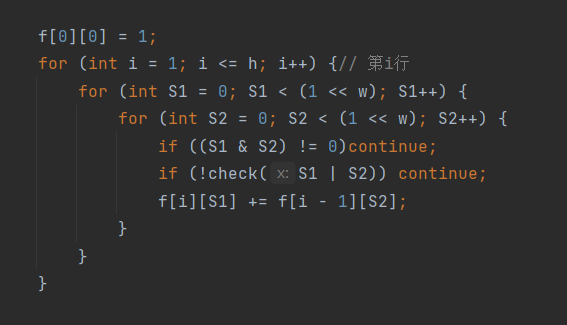 f[0][0] = 1;
for (int i = 1; i <= h; i++) {// 第i行
for (int S1 = 0; S1 < (1 << w); S1++) {
for (int S2 = 0; S2 < (1 << w); S2++) {
if ((S1 & S2) != 0)continue;
if (!check( x: S1 | S2)) continue;
f[i][S1] += f[i - 1][S2];
}
}
}